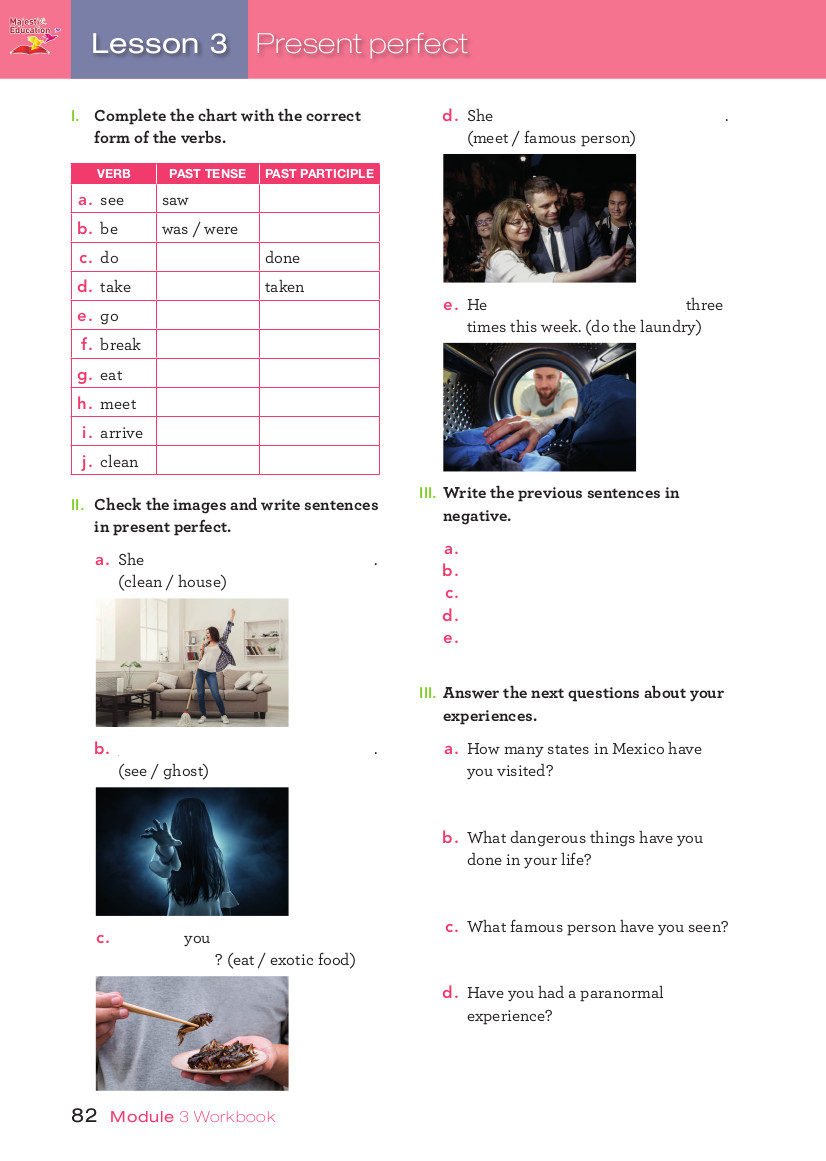 Majestic
Education
Lesson 3 Present perfect
I. Complete the chart with the correct
form of the verbs.
VERB PAST TENSE PAST PARTICIPLE
a. see saw
b. be was / were
c. do done
d. take taken
e. go
f. break
g. eat
h. meet
i. arrive
j. clean
II. Check the images and write sentences
in present perfect.
a. She .
(clean / house)
b. .
(see / ghost)
c. you
? (eat / exotic food)
d. She .
(meet / famous person)
e. He three
times this week. (do the laundry)
III. Write the previous sentences in
negative.
a.
b.
c.
d.
e.
III. Answer the next questions about your
experiences.
a. How many states in Mexico have
you visited?
b. What dangerous things have you
done in your life?
c. What famous person have you seen?
d. Have you had a paranormal
experience?
82 Module 3 Workbook